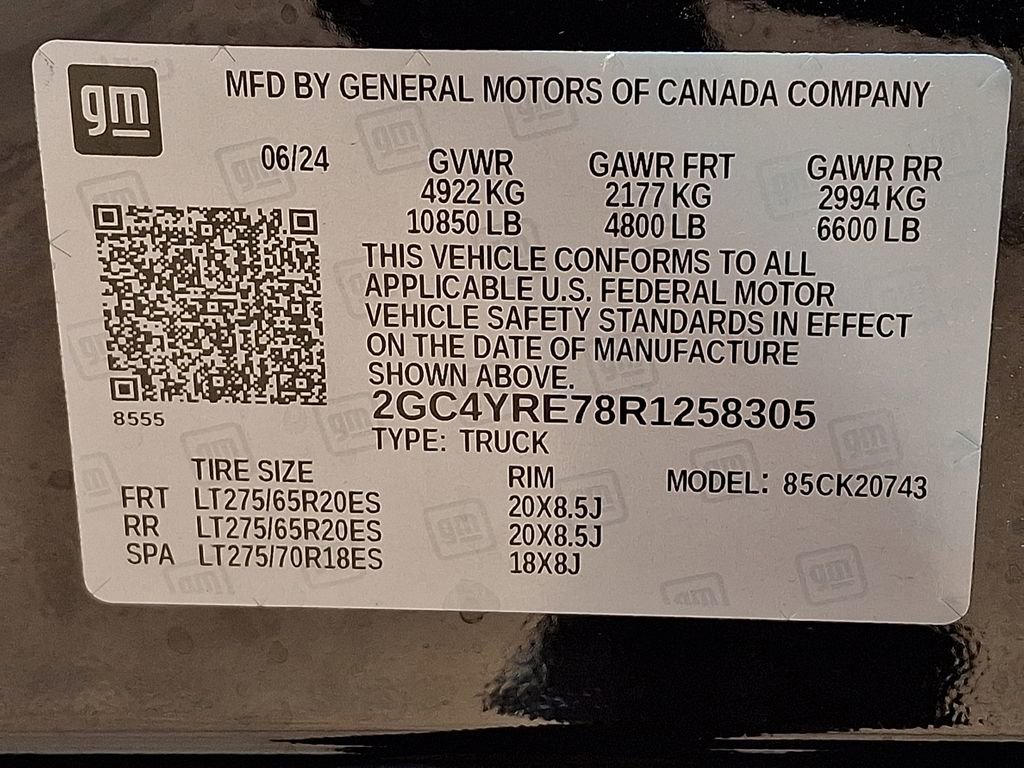 gm
MFD BY GENERAL MOTORS OF CANADA COMPANY
06/24 GVWR GAWR FRT GAWR RR
4922 KG 2177 KG 2994 KG
10850 LB 4800 LB 6600 LB
THIS VEHICLE CONFORMS TO ALL
APPLICABLE U.S. FEDERAL MOTOR
VEHICLE SAFETY STANDARDS IN EFFECT
ON THE DATE OF MANUFACTURE
SHOWN ABOVE.
8555
2GC4YRE78R1258305
TYPE: TRUCK
TIRE SIZE RIM MODEL: 85CK20743
FRT LT275/65R20ES 20X8.5J
RR LT275/65R20ES 20X8.5J
SPA LT275/70R18ES 18X8J